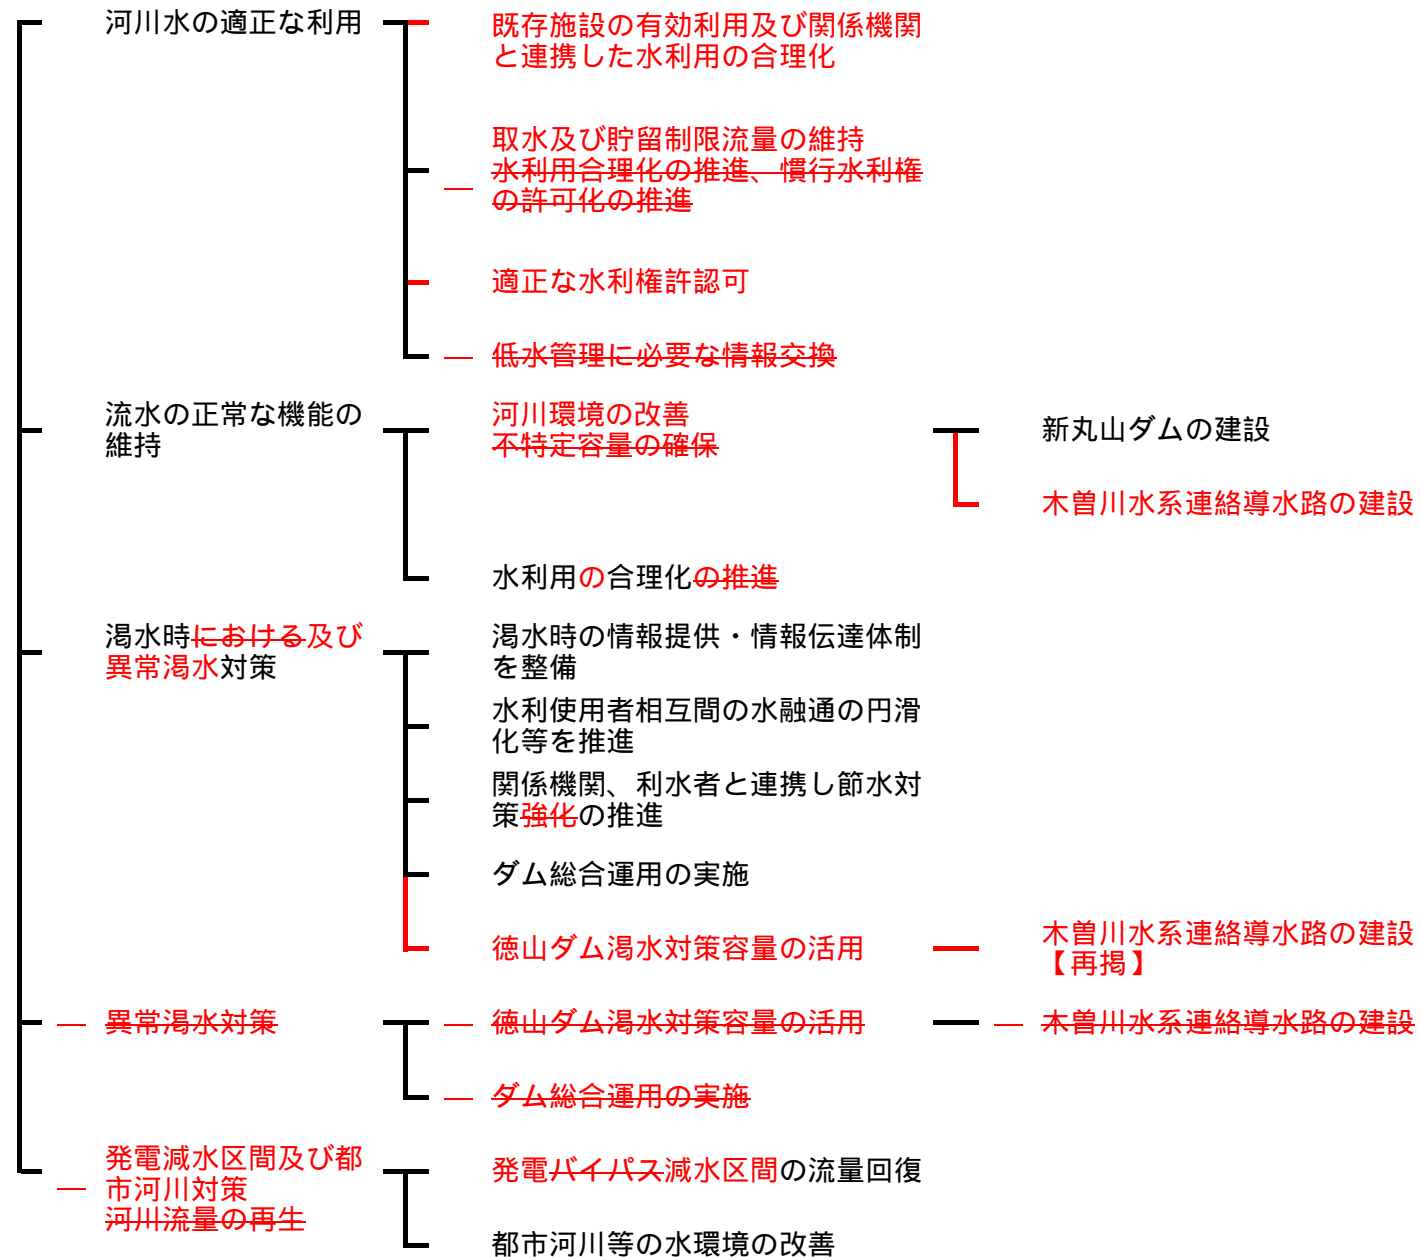 河川水の適正な利用
既存施設の有効利用及び関係機関
と連携した水利用の合理化
取水及び貯留制限流量の維持
水利用合理化の推進、慣行水利権
の許可化の推進
適正な水利権許認可
低水管理に必要な情報交換
流水の正常な機能の
維持
河川環境の改善
不特定容量の確保
新丸山ダムの建設
木曽川水系連絡導水路の建設
水利用の合理化の推進
渇水時における及び
異常渇水対策
渇水時の情報提供・情報伝達体制
を整備
水利使用者相互間の水融通の円滑
化等を推進
関係機関、利水者と連携し節水対
策強化の推進
ダム総合運用の実施
徳山ダム渇水対策容量の活用
木曽川水系連絡導水路の建設
【再掲】
異常渇水対策
徳山ダム渇水対策容量の活用
木曽川水系連絡導水路の建設
ダム総合運用の実施
発電減水区間及び都
市河川対策
河川流量の再生
発電バイパス減水区間の流量回復
都市河川等の水環境の改善